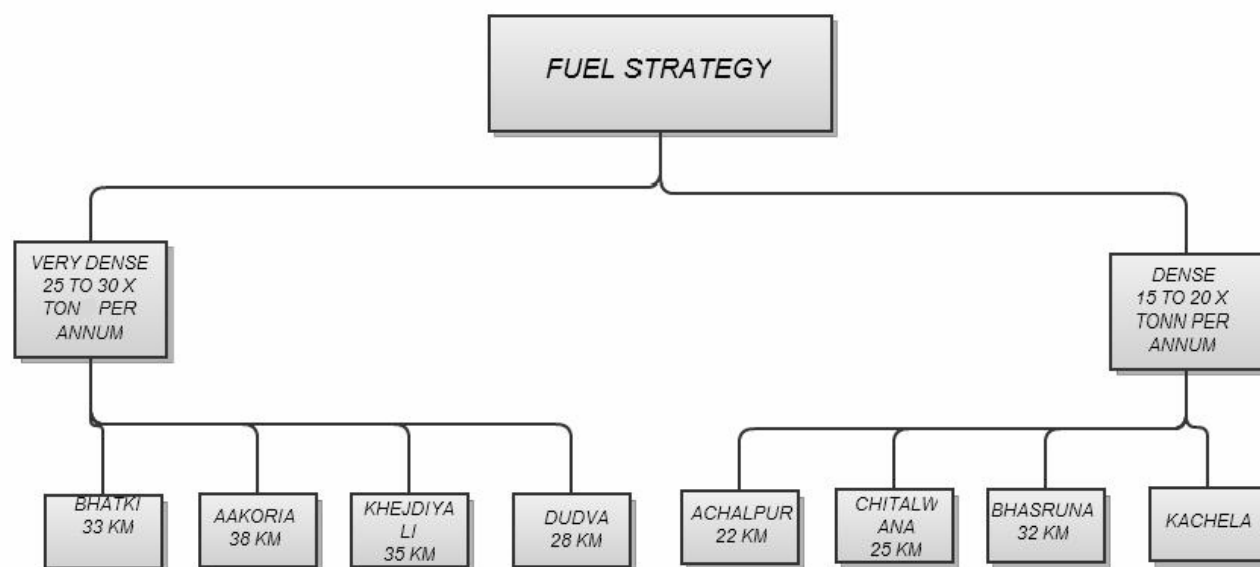 FUEL STRATEGY
VERY DENSE
25 TO 30 X
TON PER
ANNUM
DENSE
15 TO 20 X
TONN PER
ANNUM
BHATKI
33 KM
AAKORIA
38 KM
KHEJDIYA
LI
35 KM
DUDVA
28 KM
ACHALPUR
22 KM
CHITALW
ANA
25 KM
BHASRUNA
32 KM
KACHELA